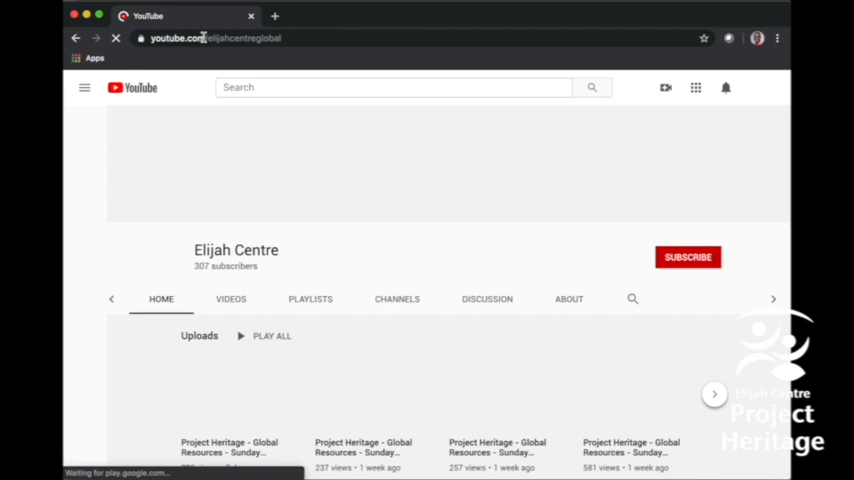 YouTube
youtube.com/elijahcentreglobal
Apps
YouTube
Search
Elijah Centre
307 subscribers
SUBSCRIBE
HOME VIDEOS PLAYLISTS CHANNELS DISCUSSION ABOUT
Uploads PLAY ALL
Elijah Centre
Project
Heritage
Project Heritage - Global
Resources - Sunday...
Project Heritage - Global
Resources - Sunday...
237 views • 1 week ago
Project Heritage - Global
Resources - Sunday...
257 views • 1 week ago
Project Heritage - Global
Resources - Sunday...
581 views • 1 week ago
Waiting for play.google.com...